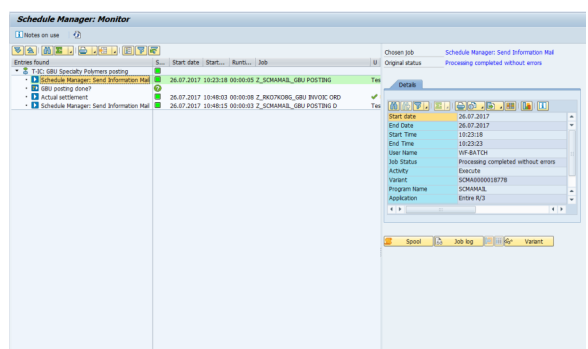 Schedule Manager: Monitor
Notes on use
Entries found S... Start date Start... Runti... Job U
T-IC: GBU Specialty Polymers posting
Schedule Manager: Send Information Mail 26.07.2017 10:23:18 00:00:05 Z_SCMAMAIL_GBU POSTING Tes
GBU posting done?
Actual settlement 26.07.2017 10:48:03 00:00:08 Z_RKO7KO8G_GBU INVOIC ORD
Schedule Manager: Send Information Mail 26.07.2017 10:48:15 00:00:03 Z_SCMAMAIL_GBU POSTING D Tes
Chosen job Schedule Manager: Send Information Mail
Original status Processing completed without errors
Details
Start date 26.07.2017
End Date 26.07.2017
Start Time 10:23:18
End Time 10:23:23
User Name WF-BATCH
Job Status Processing completed without errors
Activity Execute
Variant SCMA0000018778
Program Name SCMAMAIL
Application Entire R/3
Spool Job log Variant